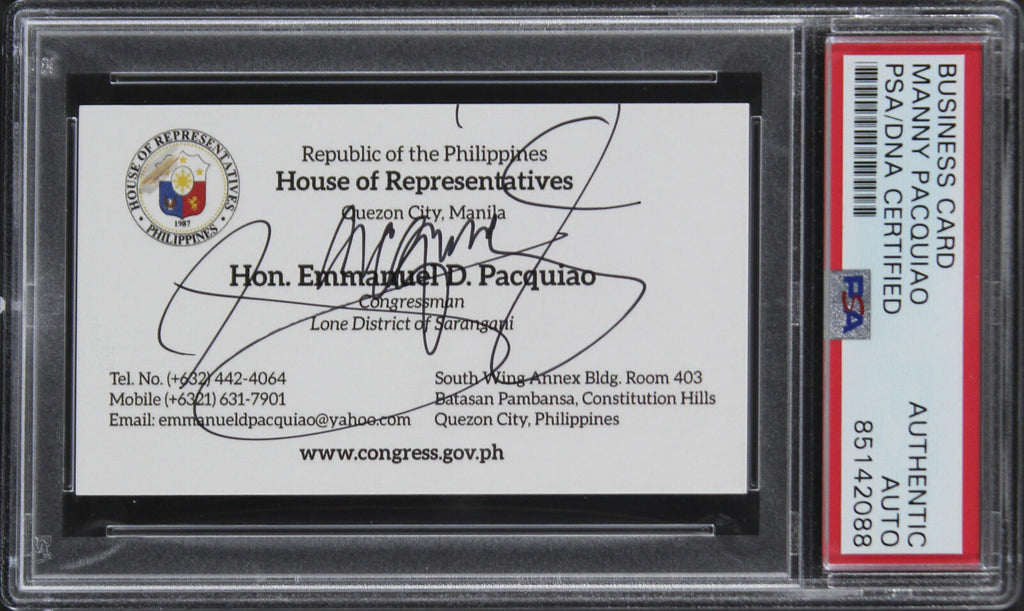 HOUSE OF REPRESENTATIVES
1987
PHILIPPINES
Republic of the Philippines
House of Representatives
Quezon City, Manila
Hon. Emmanuel D. Pacquiao
Congressman
Lone District of Sarangani
Tel. No. (+632) 442-4064
Mobile (+6321) 631-7901
Email: emmanueldpacquiao@yahoo.com
South Wing Annex Bldg. Room 403
Batasan Pambansa, Constitution Hills
Quezon City, Philippines
www.congress.gov.ph
BUSINESS CARD
MANNY PACQUIAO
PSA/DNA CERTIFIED
PSA
AUTHENTIC
AUTO
85142088